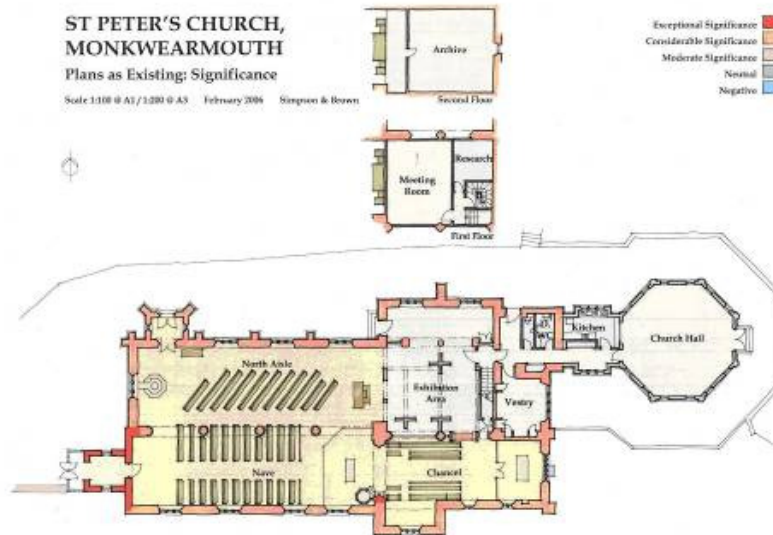 ST PETER'S CHURCH,
MONKWEARMOUTH
Plans as Existing: Significance
Scale 1:100 @ A1 / 1:200 @ A3 February 2006 Simpson & Brown
Exceptional Significance
Considerable Significance
Moderate Significance
Neutral
Negative
Archive
Second Floor
Research
Meeting
Room
First Floor
Kitchen
Church Hall
North Aisle
Exhibition
Area
Vestry
Nave
Chancel